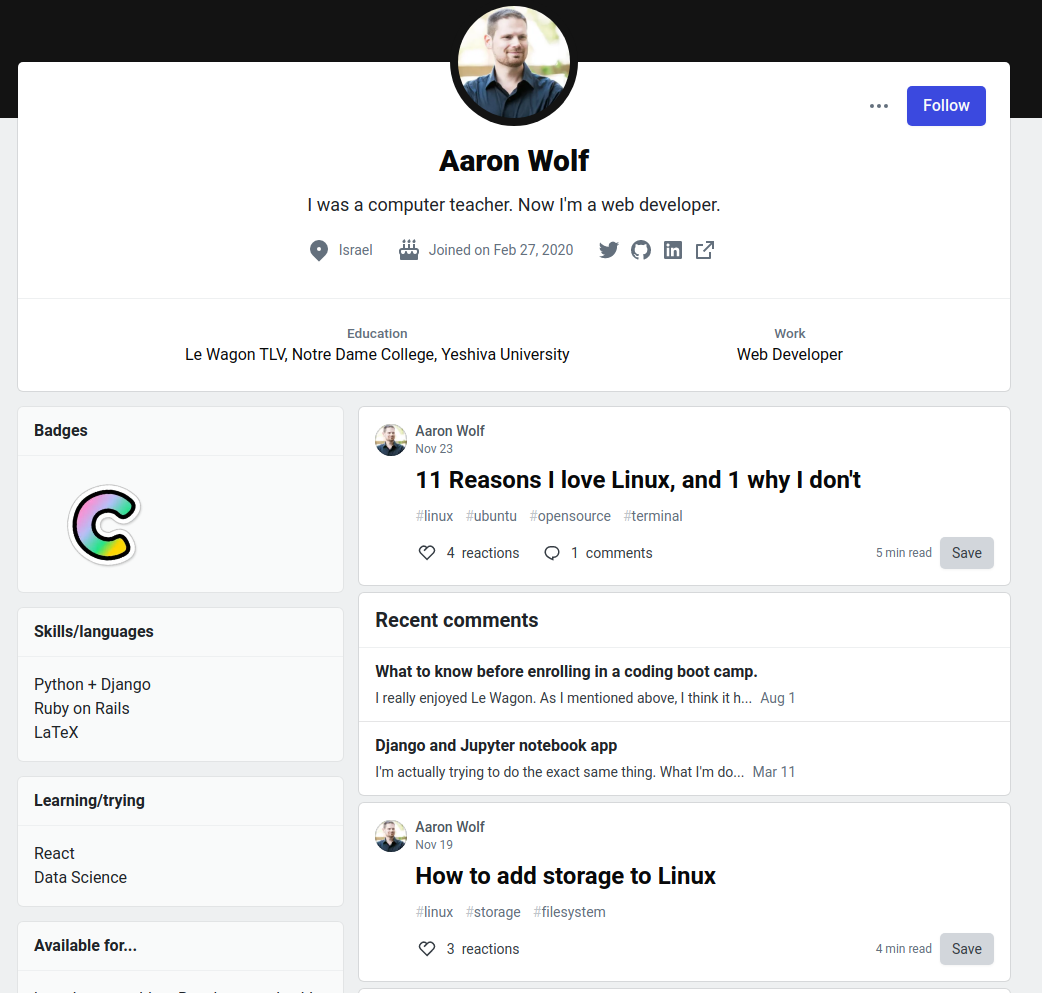 Follow
Aaron Wolf
I was a computer teacher. Now I'm a web developer.
Israel Joined on Feb 27, 2020
Education
Le Wagon TLV, Notre Dame College, Yeshiva University
Work
Web Developer
Badges
Skills/languages
Python + Django
Ruby on Rails
LaTeX
Learning/trying
React
Data Science
Available for...
Aaron Wolf
Nov 23
11 Reasons I love Linux, and 1 why I don't
#linux #ubuntu #opensource #terminal
4 reactions 1 comments 5 min read Save
Recent comments
What to know before enrolling in a coding boot camp.
I really enjoyed Le Wagon. As I mentioned above, I think it h... Aug 1
Django and Jupyter notebook app
I'm actually trying to do the exact same thing. What I'm do... Mar 11
Aaron Wolf
Nov 19
How to add storage to Linux
#linux #storage #filesystem
3 reactions 4 min read Save